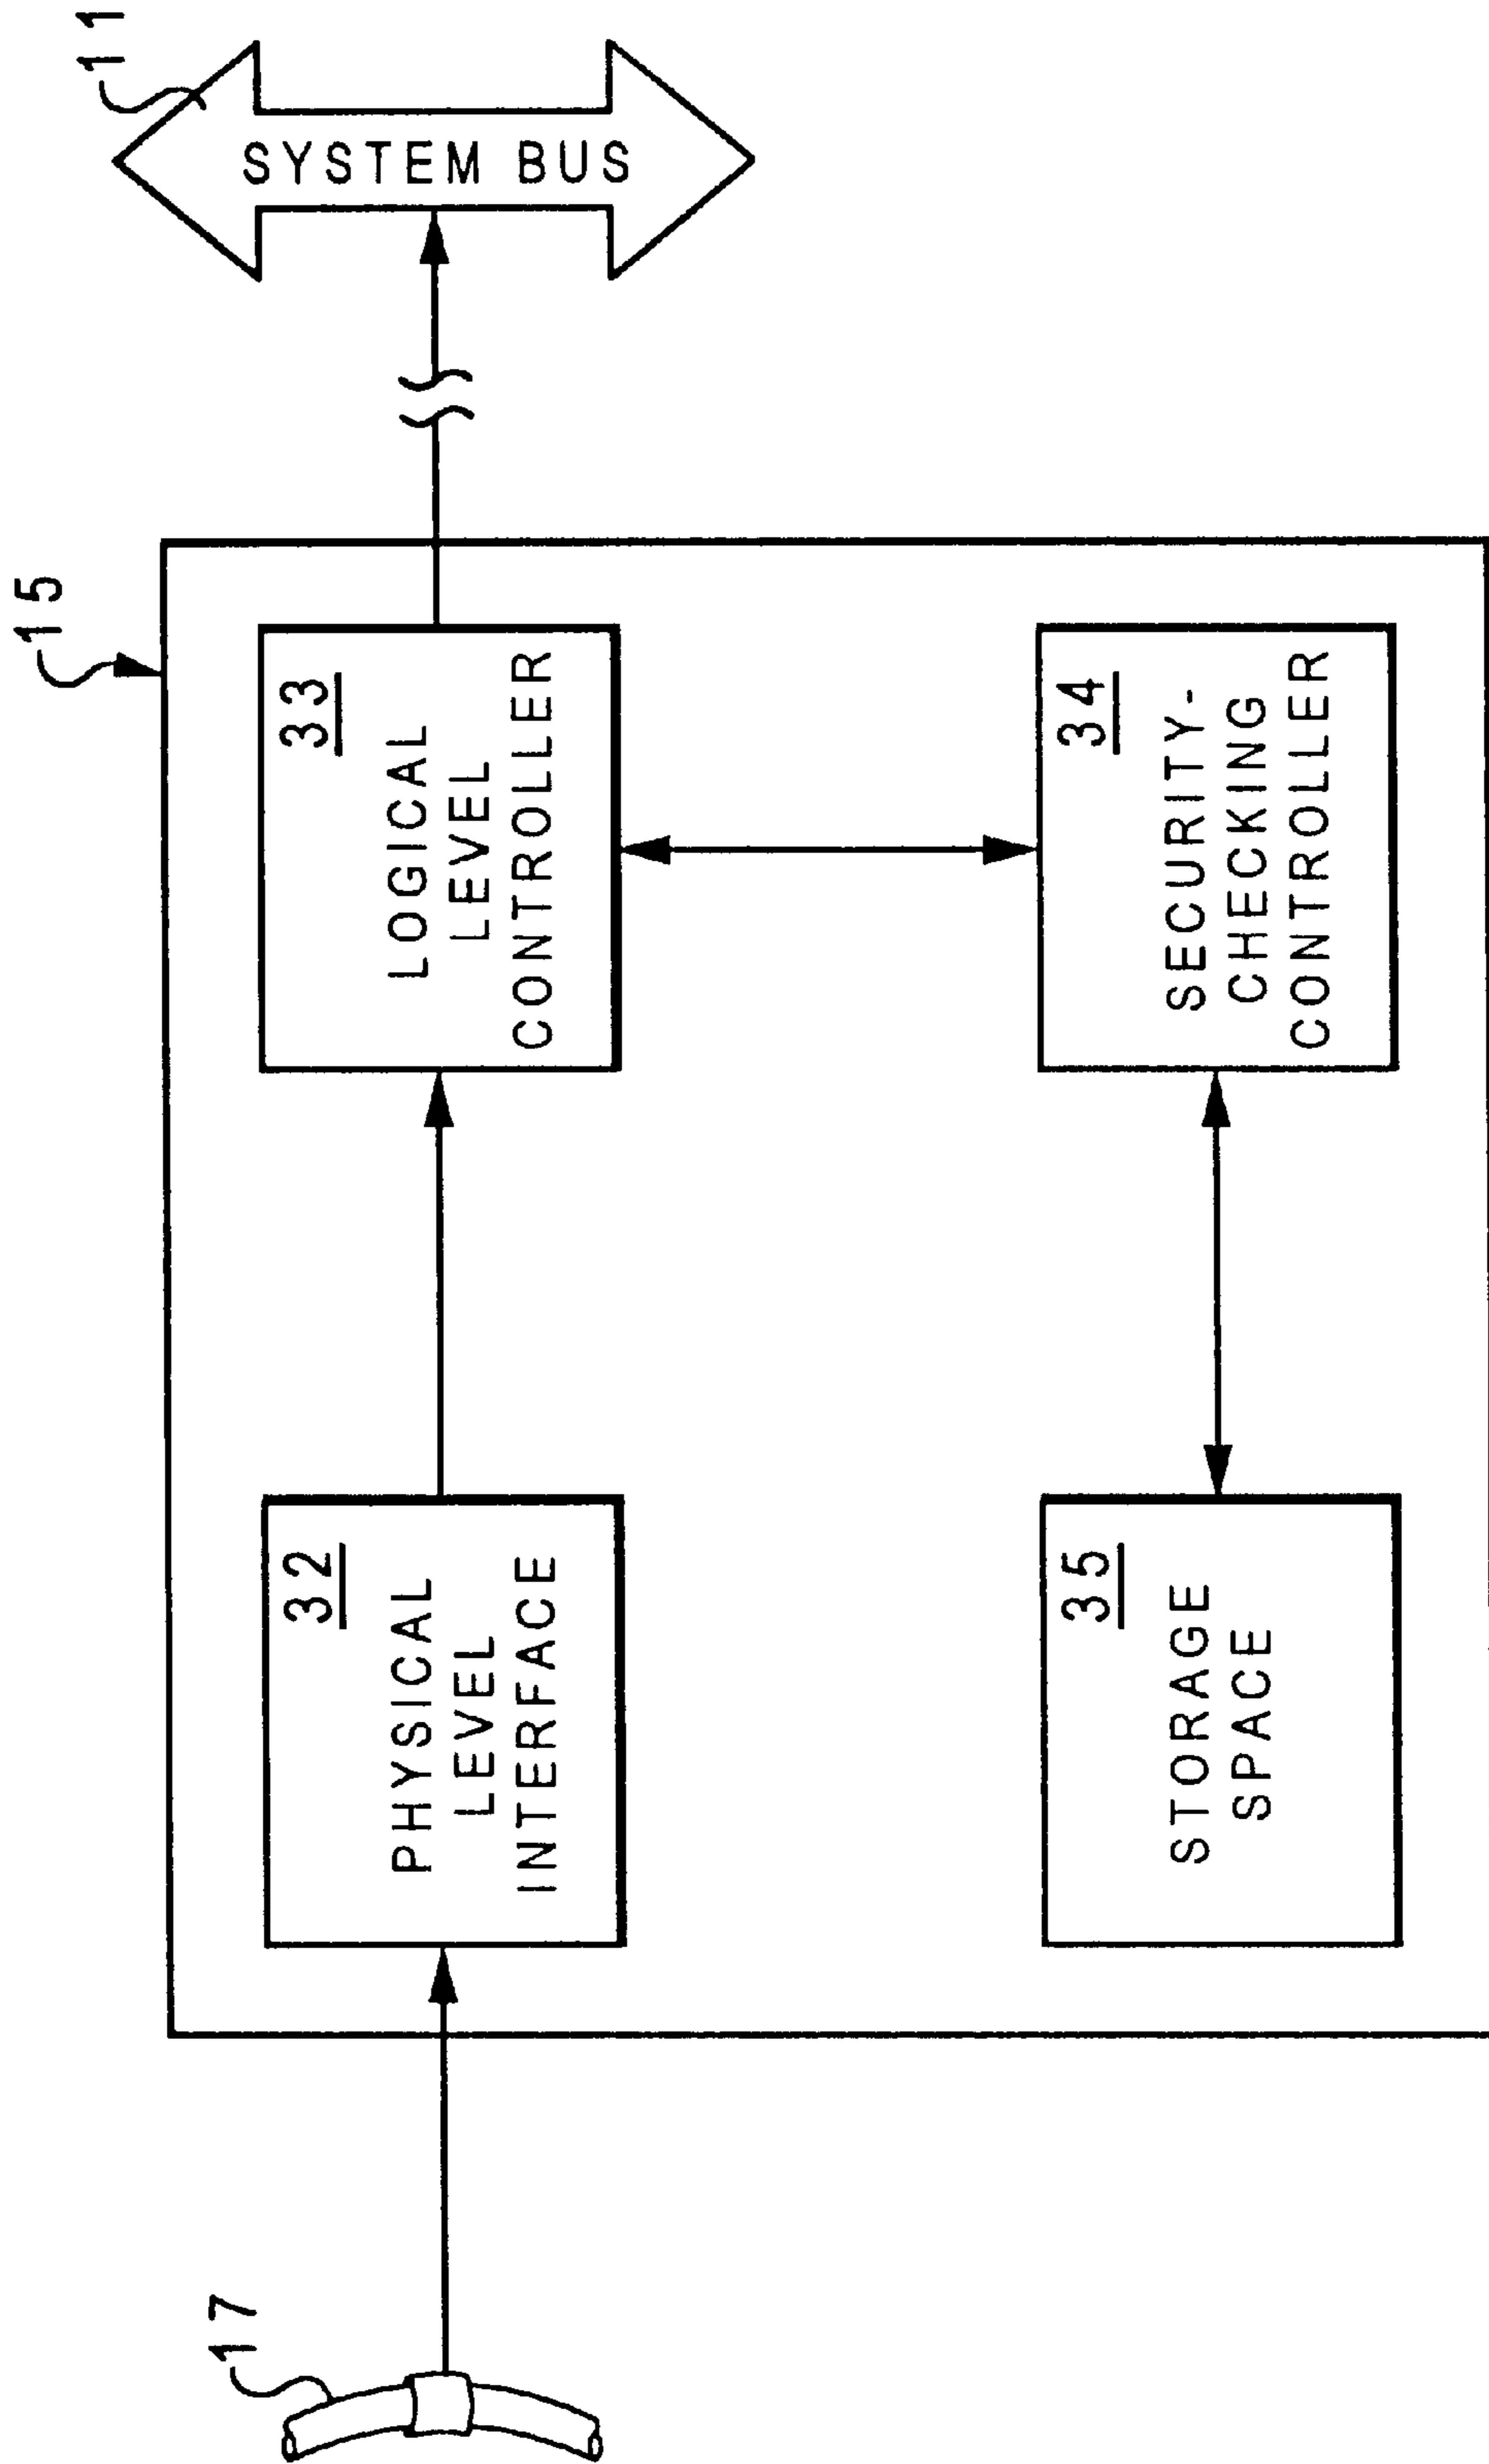 15
17
32
PHYSICAL
LEVEL
INTERFACE
33
LOGICAL
LEVEL
CONTROLLER
11
SYSTEM BUS
35
STORAGE
SPACE
34
SECURITY-
CHECKING
CONTROLLER